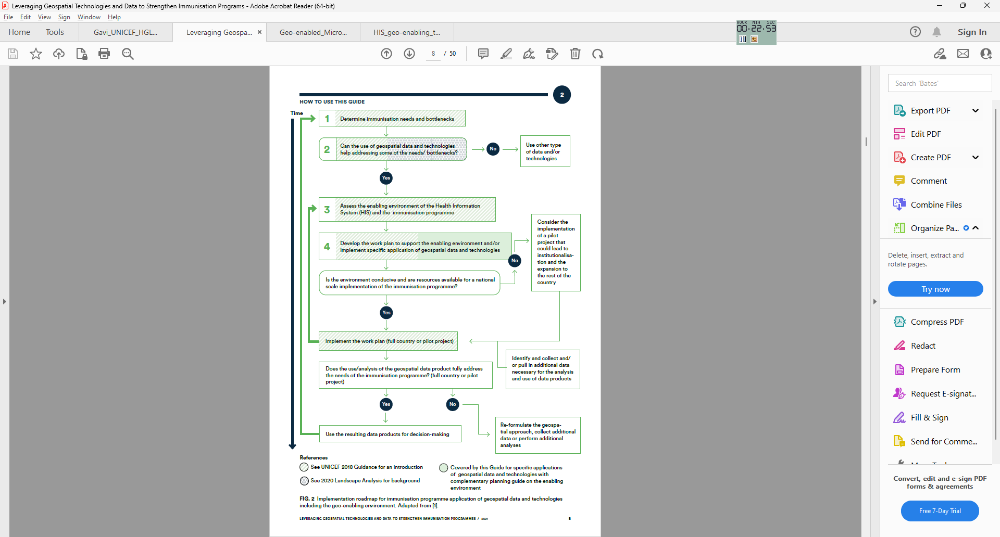 Leveraging Geospatial Technologies and Data to Strengthen Immunisation Programs - Adobe Acrobat Reader (64-bit)
File Edit View Sign Window Help
Home Tools Gavi_UNICEF_HGL... Leveraging Geospa... × Geo-enabled_Micro... HIS_geo-enabling_t...
HOUR MIN SEC
00:22:53
Sign In
8 / 50
2
HOW TO USE THIS GUIDE
Time
1 Determine immunisation needs and bottlenecks
2 Can the use of geospatial data and technologies
help addressing some of the needs/ bottlenecks?
No
Use other type
of data and/or
technologies
Yes
3 Assess the enabling environment of the Health Information
System (HIS) and the immunisation programme
4 Develop the work plan to support the enabling environment and/or
implement specific application of geospatial data and technologies
No
Consider the
implementation
of a pilot
project that
could lead to
institutionalisa-
tion and the
expansion to
the rest of the
country
Is the environment conducive and are resources available for a national
scale implementation of the immunisation programme?
Yes
Implement the work plan (full country or pilot project)
Identify and collect and/
or pull in additional data
necessary for the analysis
and use of data products
Does the use/analysis of the geospatial data product fully address
the needs of the immunisation programme? (full country or pilot
project)
Yes
No
Use the resulting data products for decision-making
Re-formulate the geospa-
tial approach, collect additional
data or perform additional
analyses
References
See UNICEF 2018 Guidance for an introduction
See 2020 Landscape Analysis for background
Covered by this Guide for specific applications
of geospatial data and technologies with
complementary planning guide on the enabling
environment
FIG. 2 Implementation roadmap for immunisation programme application of geospatial data and technologies
including the geo-enabling environment. Adapted from [1].
LEVERAGING GEOSPATIAL TECHNOLOGIES AND DATA TO STRENGTHEN IMMUNISATION PROGRAMMES / 2021
8
Search 'Bates'
Export PDF
Edit PDF
Create PDF
Comment
Combine Files
Organize Pa...
Delete, insert, extract and
rotate pages.
Try now
Compress PDF
Redact
Prepare Form
Request E-signat...
Fill & Sign
Send for Comme...
Convert, edit and e-sign PDF
forms & agreements
Free 7-Day Trial